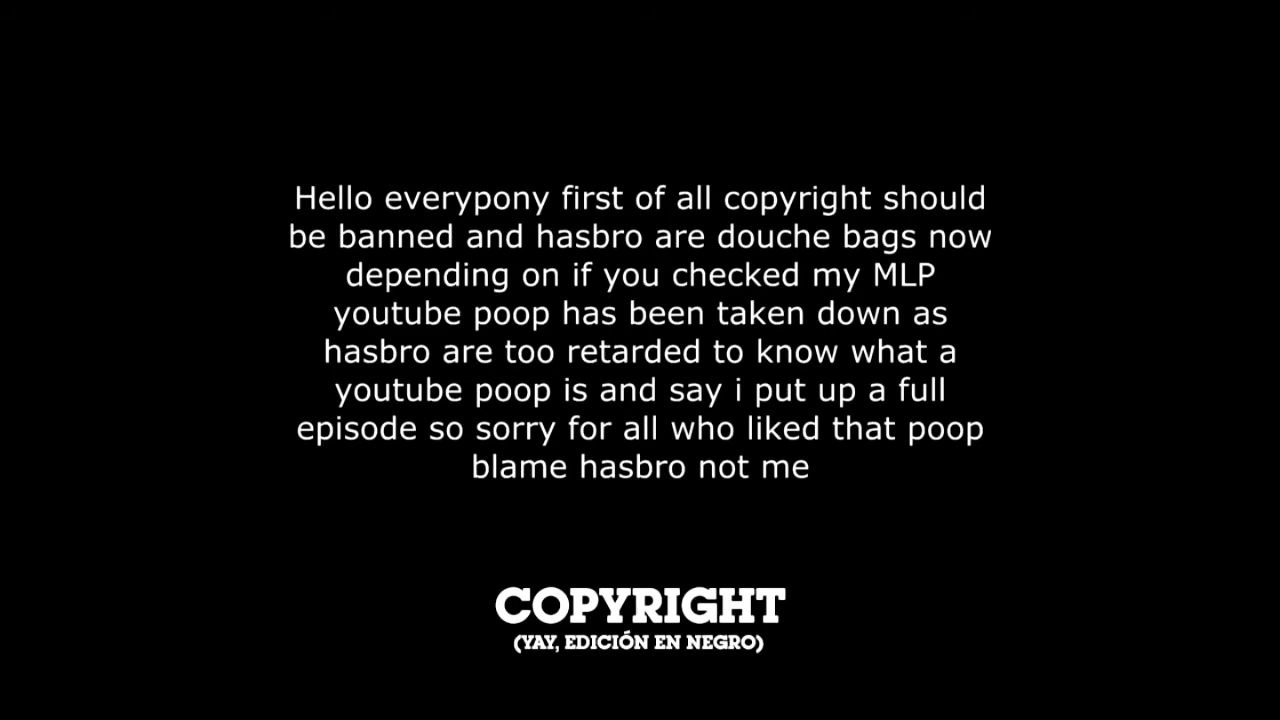 Hello everypony first of all copyright should
be banned and hasbro are douche bags now
depending on if you checked my MLP
youtube poop has been taken down as
hasbro are too retarded to know what a
youtube poop is and say i put up a full
episode so sorry for all who liked that poop
blame hasbro not me
COPYRIGHT
(YAY, EDICIÓN EN NEGRO)